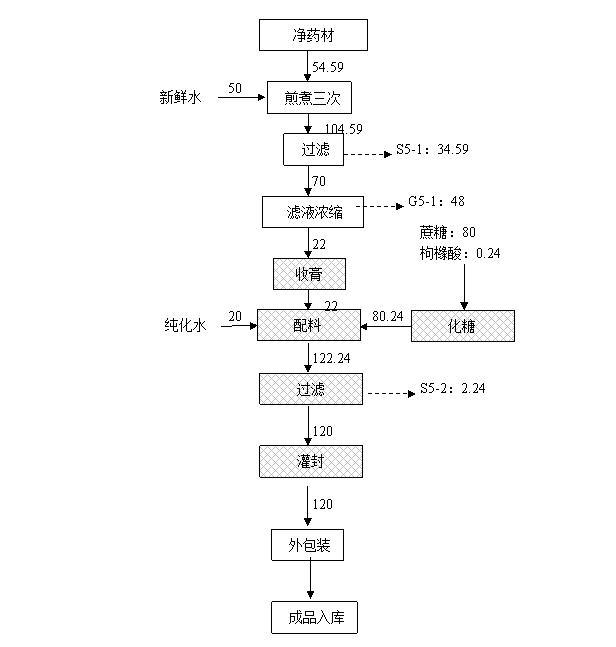 净药材
54.59
新鲜水
50
煎煮三次
104.59
过滤
S5-1：34.59
70
滤液浓缩
G5-1：48
22
蔗糖：80
枸橼酸：0.24
收膏
22
纯化水
20
配料
80.24
化糖
122.24
过滤
S5-2：2.24
120
灌封
120
外包装
成品入库